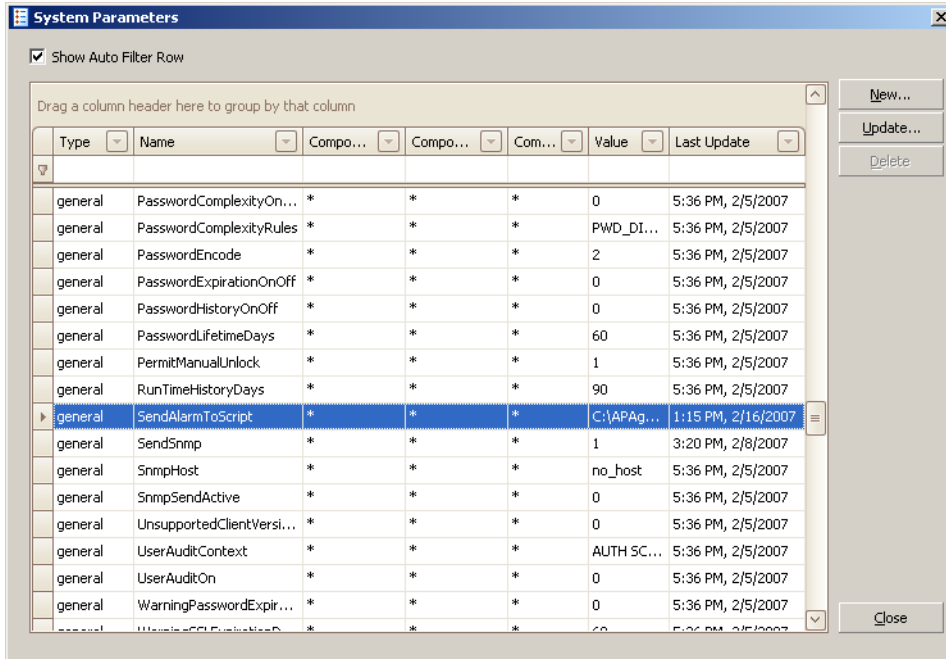 System Parameters
Show Auto Filter Row
Drag a column header here to group by that column
New...
Update...
Delete
Type Name Compo... Compo... Com... Value Last Update
general PasswordComplexityOn... * * * 0 5:36 PM, 2/5/2007
general PasswordComplexityRules * * * PWD_DI... 5:36 PM, 2/5/2007
general PasswordEncode * * * 2 5:36 PM, 2/5/2007
general PasswordExpirationOnOff * * * 0 5:36 PM, 2/5/2007
general PasswordHistoryOnOff * * * 0 5:36 PM, 2/5/2007
general PasswordLifetimeDays * * * 60 5:36 PM, 2/5/2007
general PermitManualUnlock * * * 1 5:36 PM, 2/5/2007
general RunTimeHistoryDays * * * 90 5:36 PM, 2/5/2007
general SendAlarmToScript * * * C:\APAg... 1:15 PM, 2/16/2007
general SendSnmp * * * 1 3:20 PM, 2/8/2007
general SnmpHost * * * no_host 5:36 PM, 2/5/2007
general SnmpSendActive * * * 0 5:36 PM, 2/5/2007
general UnsupportedClientVersi... * * * 0 5:36 PM, 2/5/2007
general UserAuditContext * * * AUTH SC... 5:36 PM, 2/5/2007
general UserAuditOn * * * 0 5:36 PM, 2/5/2007
general WarningPasswordExpir... * * * 0 5:36 PM, 2/5/2007
Close